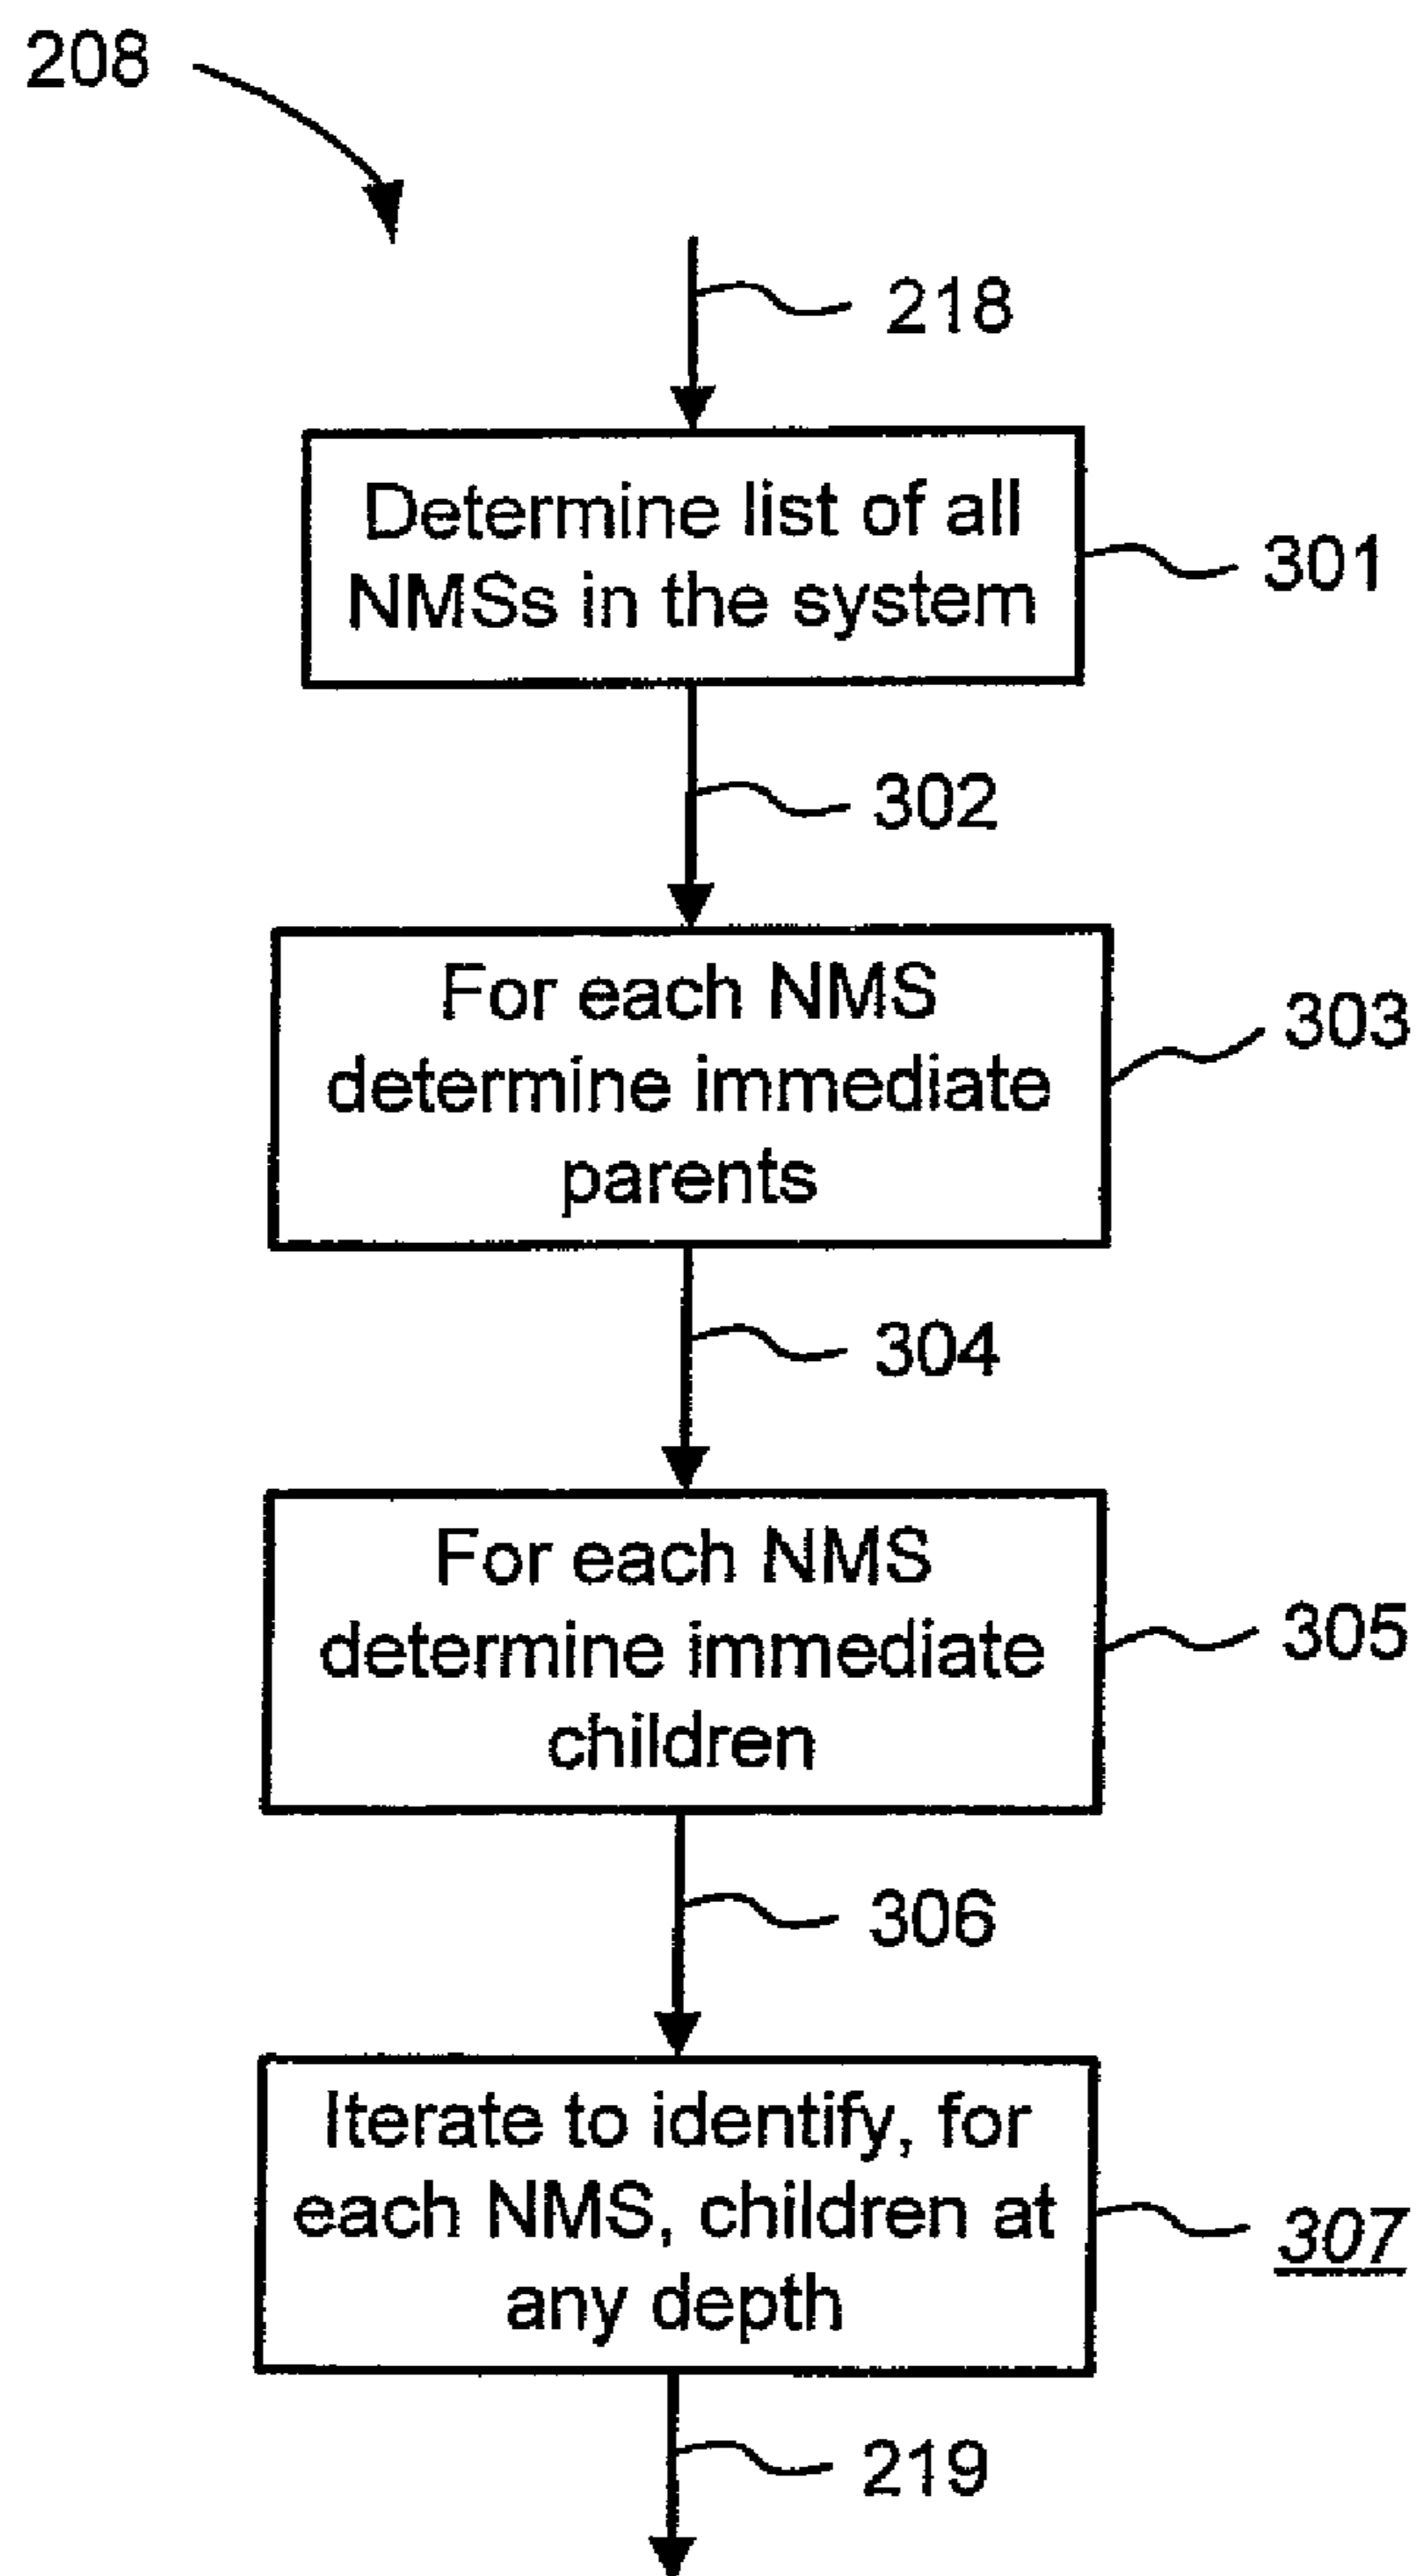 208
218
Determine list of all
NMSs in the system
301
302
For each NMS
determine immediate
parents
303
304
For each NMS
determine immediate
children
305
306
Iterate to identify, for
each NMS, children at
any depth
307
219